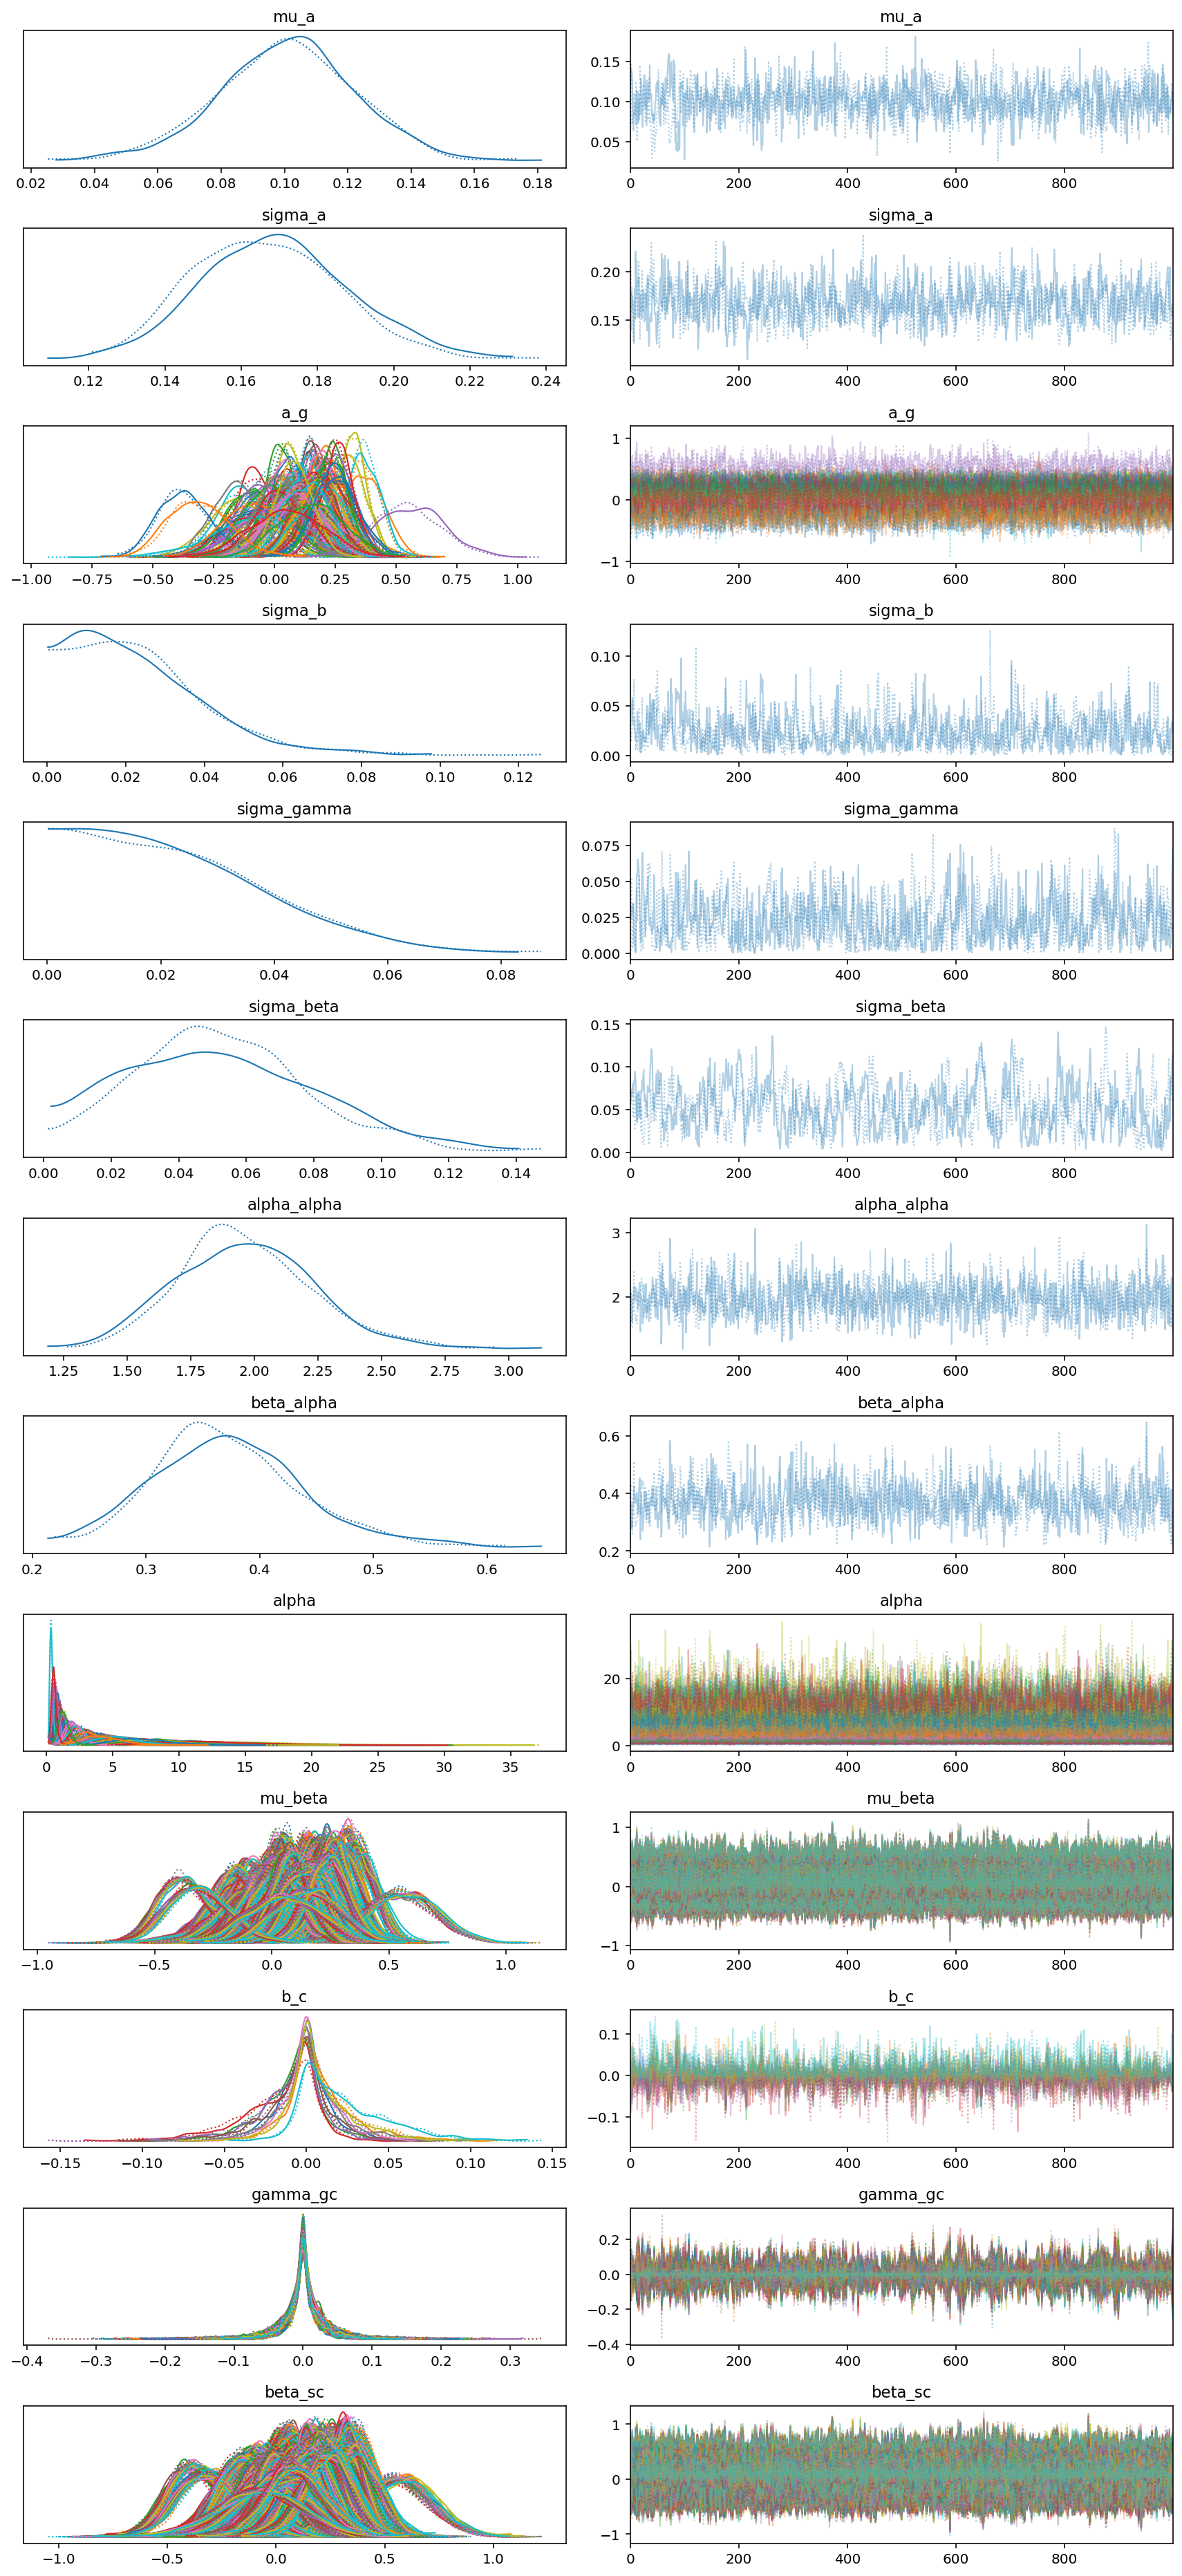 mu_a mu_a
0.15
0.10
0.05
0.02 0.04 0.06 0.08 0.10 0.12 0.14 0.16 0.18 0 200 400 600 800
sigma_a sigma_a
0.20
0.15
0.12 0.14 0.16 0.18 0.20 0.22 0.24 0 200 400 600 800
a_g a_g
1
0
−1
−1.00 −0.75 −0.50 −0.25 0.00 0.25 0.50 0.75 1.00 0 200 400 600 800
sigma_b sigma_b
0.10
0.05
0.00
0.00 0.02 0.04 0.06 0.08 0.10 0.12 0 200 400 600 800
sigma_gamma sigma_gamma
0.075
0.050
0.025
0.000
0.00 0.02 0.04 0.06 0.08 0 200 400 600 800
sigma_beta sigma_beta
0.15
0.10
0.05
0.00
0.00 0.02 0.04 0.06 0.08 0.10 0.12 0.14 0 200 400 600 800
alpha_alpha alpha_alpha
3
2
1.25 1.50 1.75 2.00 2.25 2.50 2.75 3.00 0 200 400 600 800
beta_alpha beta_alpha
0.6
0.4
0.2
0.2 0.3 0.4 0.5 0.6 0 200 400 600 800
alpha alpha
20
0
0 5 10 15 20 25 30 35 0 200 400 600 800
mu_beta mu_beta
1
0
−1
−1.0 −0.5 0.0 0.5 1.0 0 200 400 600 800
b_c b_c
0.1
0.0
−0.1
−0.15 −0.10 −0.05 0.00 0.05 0.10 0.15 0 200 400 600 800
gamma_gc gamma_gc
0.2
0.0
−0.2
−0.4
−0.4 −0.3 −0.2 −0.1 0.0 0.1 0.2 0.3 0 200 400 600 800
beta_sc beta_sc
1
0
−1
−1.0 −0.5 0.0 0.5 1.0 0 200 400 600 800